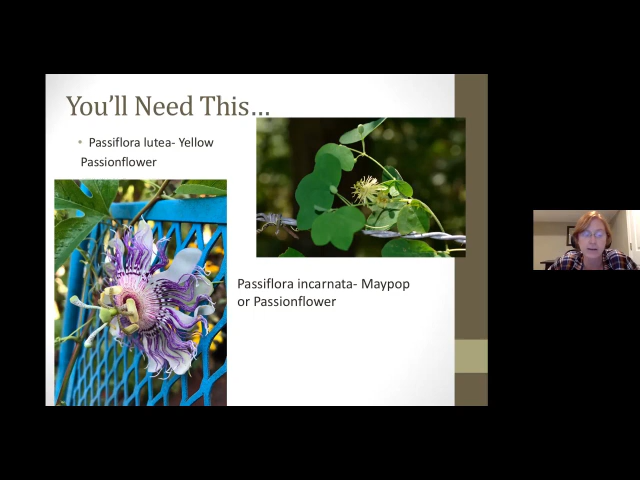 You'll Need This…
• Passiflora lutea- Yellow
Passionflower
Passiflora incarnata- Maypop
or Passionflower